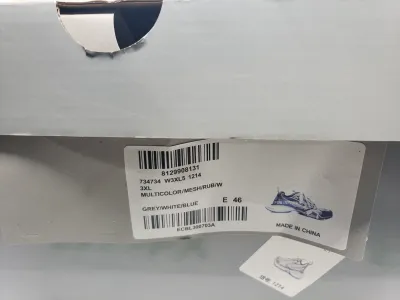 8129908131
734734 W3XL5 1214
3XL
MULTICOLOR/MESH/RUB/W
GREY/WHITE/BLUE
E 46
MADE IN CHINA
1214